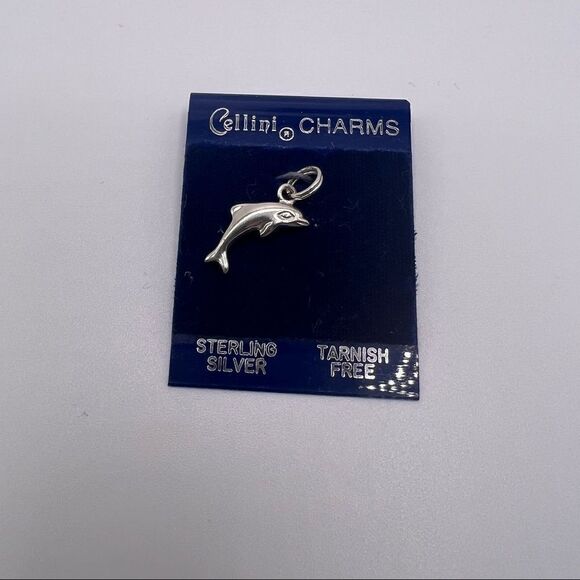 Cellini® CHARMS
STERLING SILVER
TARNISH FREE